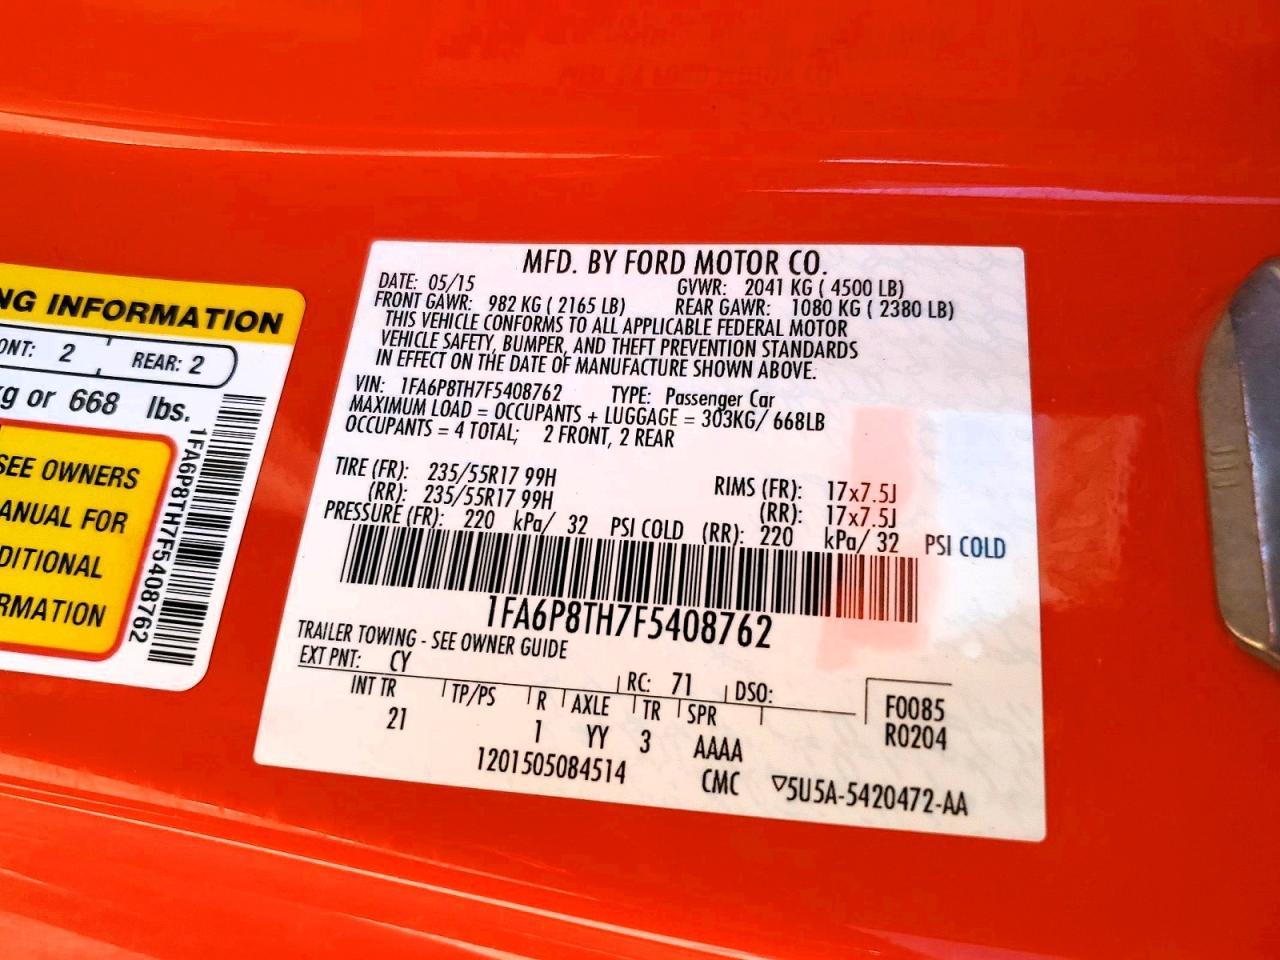 NG INFORMATION
ONT: 2 REAR: 2
kg or 668 lbs.
SEE OWNERS
ANUAL FOR
DITIONAL
RMATION
1FA6P8TH7F5408762
MFD. BY FORD MOTOR CO.
DATE: 05/15 GVWR: 2041 KG ( 4500 LB)
FRONT GAWR: 982 KG ( 2165 LB) REAR GAWR: 1080 KG ( 2380 LB)
THIS VEHICLE CONFORMS TO ALL APPLICABLE FEDERAL MOTOR
VEHICLE SAFETY, BUMPER, AND THEFT PREVENTION STANDARDS
IN EFFECT ON THE DATE OF MANUFACTURE SHOWN ABOVE.
VIN: 1FA6P8TH7F5408762 TYPE: Passenger Car
MAXIMUM LOAD = OCCUPANTS + LUGGAGE = 303KG/ 668LB
OCCUPANTS = 4 TOTAL; 2 FRONT, 2 REAR
TIRE (FR): 235/55R17 99H RIMS (FR): 17x7.5J
(RR): 235/55R17 99H (RR): 17x7.5J
PRESSURE (FR): 220 kPa/ 32 PSI COLD (RR): 220 kPa/ 32 PSI COLD
1FA6P8TH7F5408762
TRAILER TOWING - SEE OWNER GUIDE
EXT PNT: CY RC: 71 DSO:
INT TR TP/PS R AXLE TR SPR F0085
21 1 YY 3 AAAA R0204
1201505084514 CMC ▽5U5A-5420472-AA